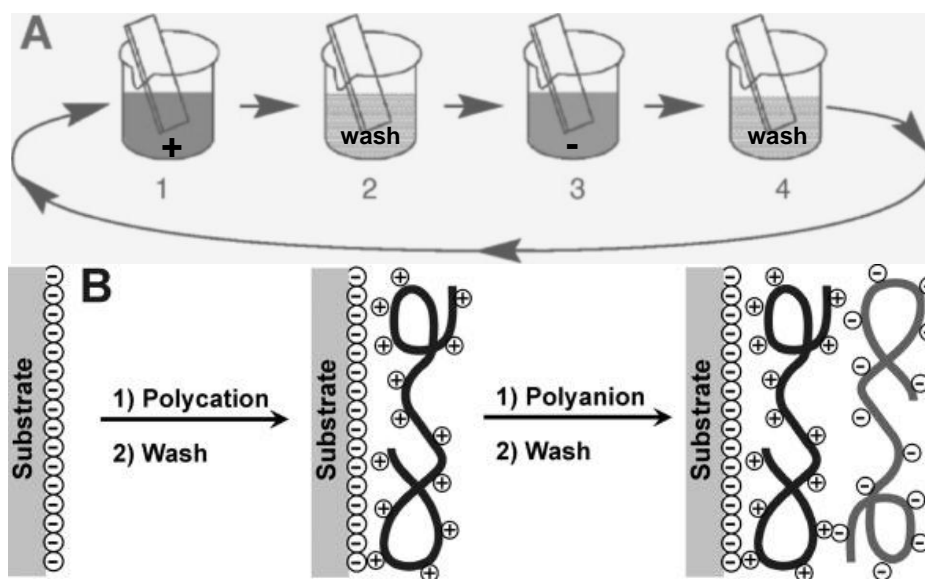 A
+
wash
-
wash
1
2
3
4
B
Substrate
1) Polycation
2) Wash
Substrate
1) Polyanion
2) Wash
Substrate